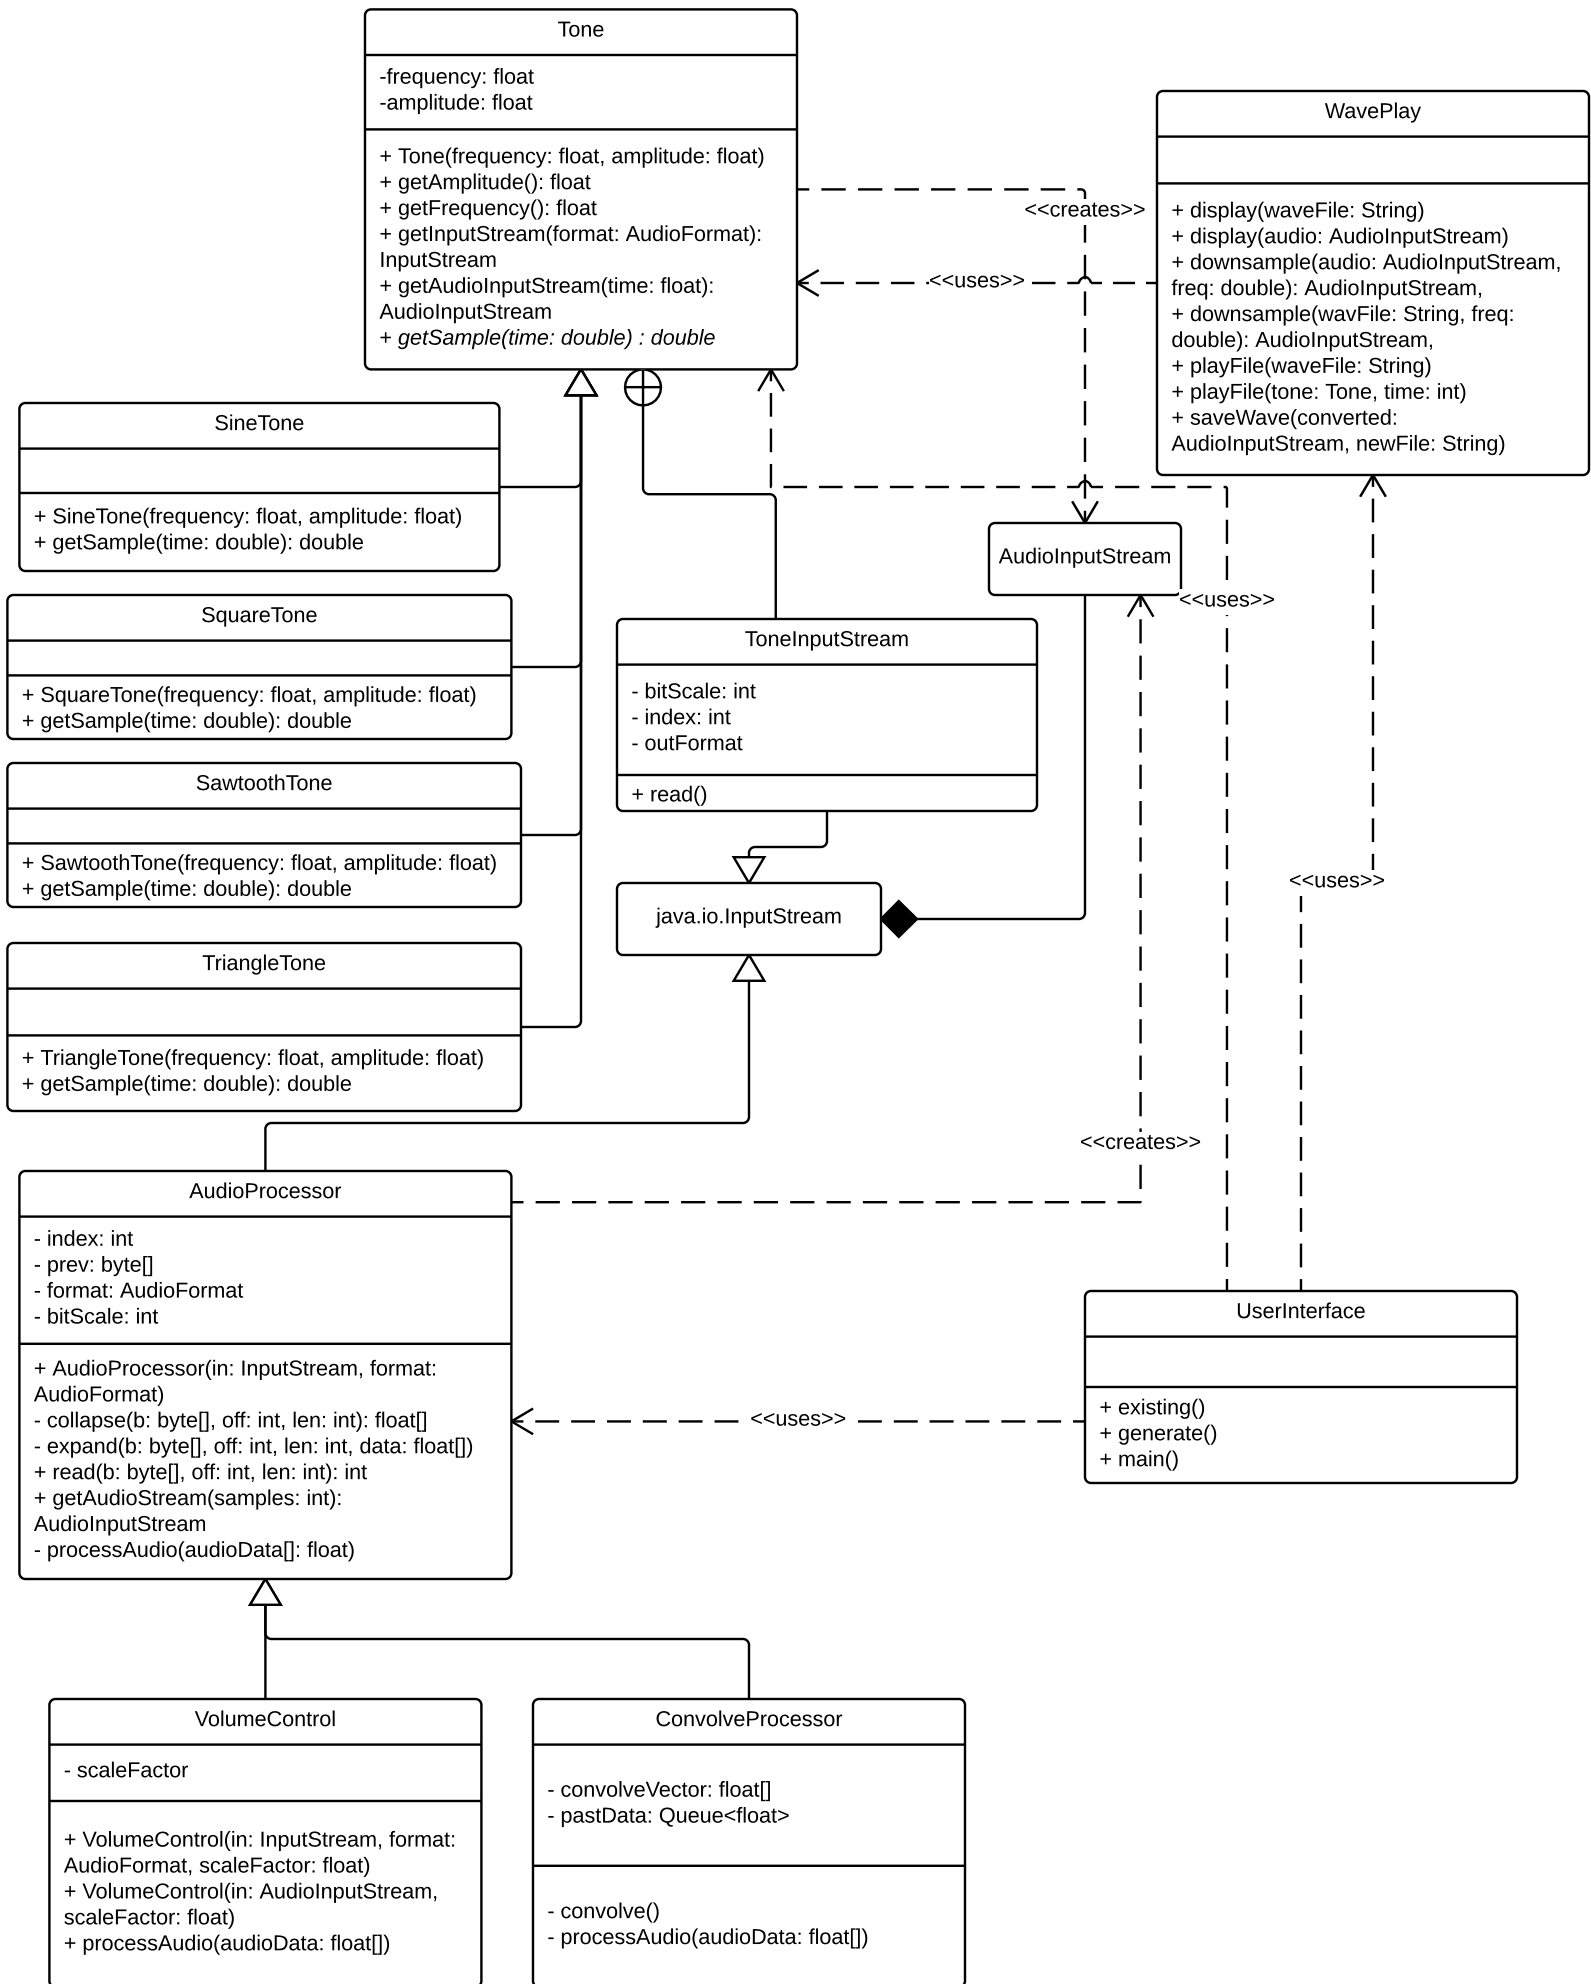 Tone
-frequency: float
-amplitude: float
+ Tone(frequency: float, amplitude: float)
+ getAmplitude(): float
+ getFrequency(): float
+ getInputStream(format: AudioFormat):
InputStream
+ getAudioInputStream(time: float):
AudioInputStream
+ getSample(time: double) : double
WavePlay
+ display(waveFile: String)
+ display(audio: AudioInputStream)
+ downsample(audio: AudioInputStream,
freq: double): AudioInputStream,
+ downsample(wavFile: String, freq:
double): AudioInputStream,
+ playFile(waveFile: String)
+ playFile(tone: Tone, time: int)
+ saveWave(converted:
AudioInputStream, newFile: String)
<<creates>>
<<uses>>
SineTone
+ SineTone(frequency: float, amplitude: float)
+ getSample(time: double): double
AudioInputStream
<<uses>>
SquareTone
+ SquareTone(frequency: float, amplitude: float)
+ getSample(time: double): double
ToneInputStream
- bitScale: int
- index: int
- outFormat
+ read()
SawtoothTone
+ SawtoothTone(frequency: float, amplitude: float)
+ getSample(time: double): double
<<uses>>
java.io.InputStream
TriangleTone
+ TriangleTone(frequency: float, amplitude: float)
+ getSample(time: double): double
<<creates>>
AudioProcessor
- index: int
- prev: byte[]
- format: AudioFormat
- bitScale: int
+ AudioProcessor(in: InputStream, format:
AudioFormat)
- collapse(b: byte[], off: int, len: int): float[]
- expand(b: byte[], off: int, len: int, data: float[])
+ read(b: byte[], off: int, len: int): int
+ getAudioStream(samples: int):
AudioInputStream
- processAudio(audioData[]: float)
<<uses>>
UserInterface
+ existing()
+ generate()
+ main()
VolumeControl
- scaleFactor
+ VolumeControl(in: InputStream, format:
AudioFormat, scaleFactor: float)
+ VolumeControl(in: AudioInputStream,
scaleFactor: float)
+ processAudio(audioData: float[])
ConvolveProcessor
- convolveVector: float[]
- pastData: Queue<float>
- convolve()
- processAudio(audioData: float[])